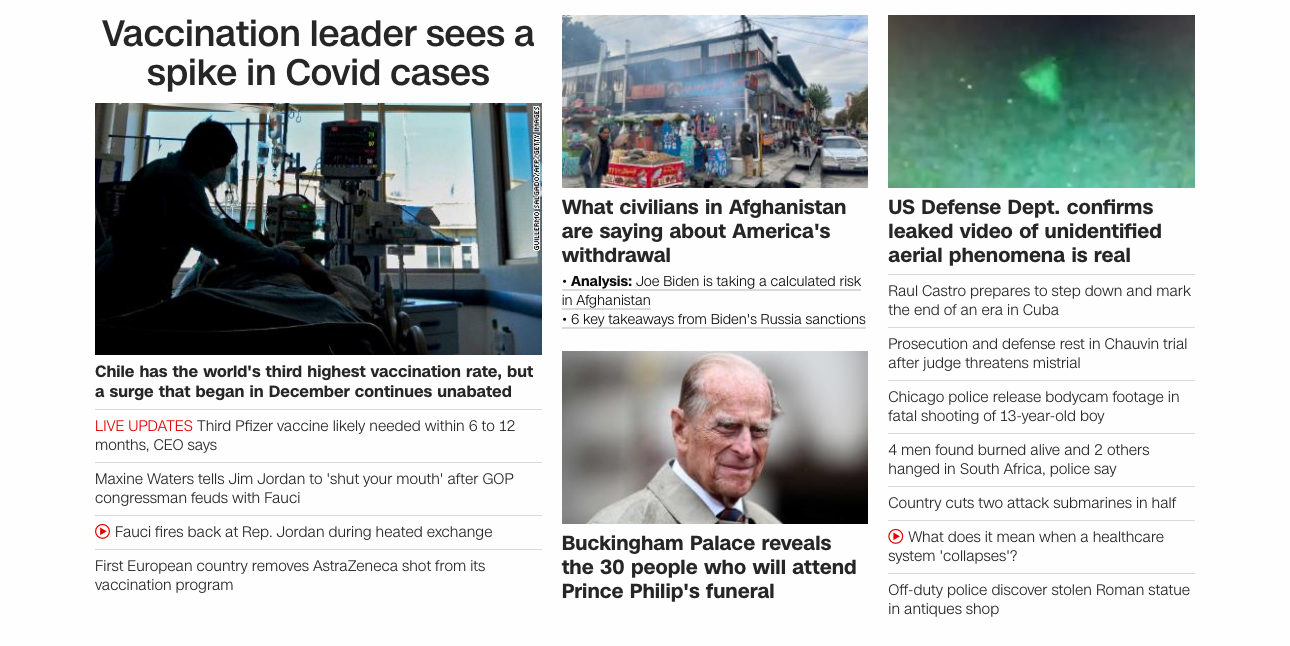 Vaccination leader sees a
spike in Covid cases
GUILLERMO SALGADO/AFP/GETTY IMAGES
Chile has the world's third highest vaccination rate, but
a surge that began in December continues unabated
LIVE UPDATES Third Pfizer vaccine likely needed within 6 to 12
months, CEO says
Maxine Waters tells Jim Jordan to 'shut your mouth' after GOP
congressman feuds with Fauci
Fauci fires back at Rep. Jordan during heated exchange
First European country removes AstraZeneca shot from its
vaccination program
What civilians in Afghanistan
are saying about America's
withdrawal
• Analysis: Joe Biden is taking a calculated risk
in Afghanistan
• 6 key takeaways from Biden's Russia sanctions
Buckingham Palace reveals
the 30 people who will attend
Prince Philip's funeral
US Defense Dept. confirms
leaked video of unidentified
aerial phenomena is real
Raul Castro prepares to step down and mark
the end of an era in Cuba
Prosecution and defense rest in Chauvin trial
after judge threatens mistrial
Chicago police release bodycam footage in
fatal shooting of 13-year-old boy
4 men found burned alive and 2 others
hanged in South Africa, police say
Country cuts two attack submarines in half
What does it mean when a healthcare
system 'collapses'?
Off-duty police discover stolen Roman statue
in antiques shop